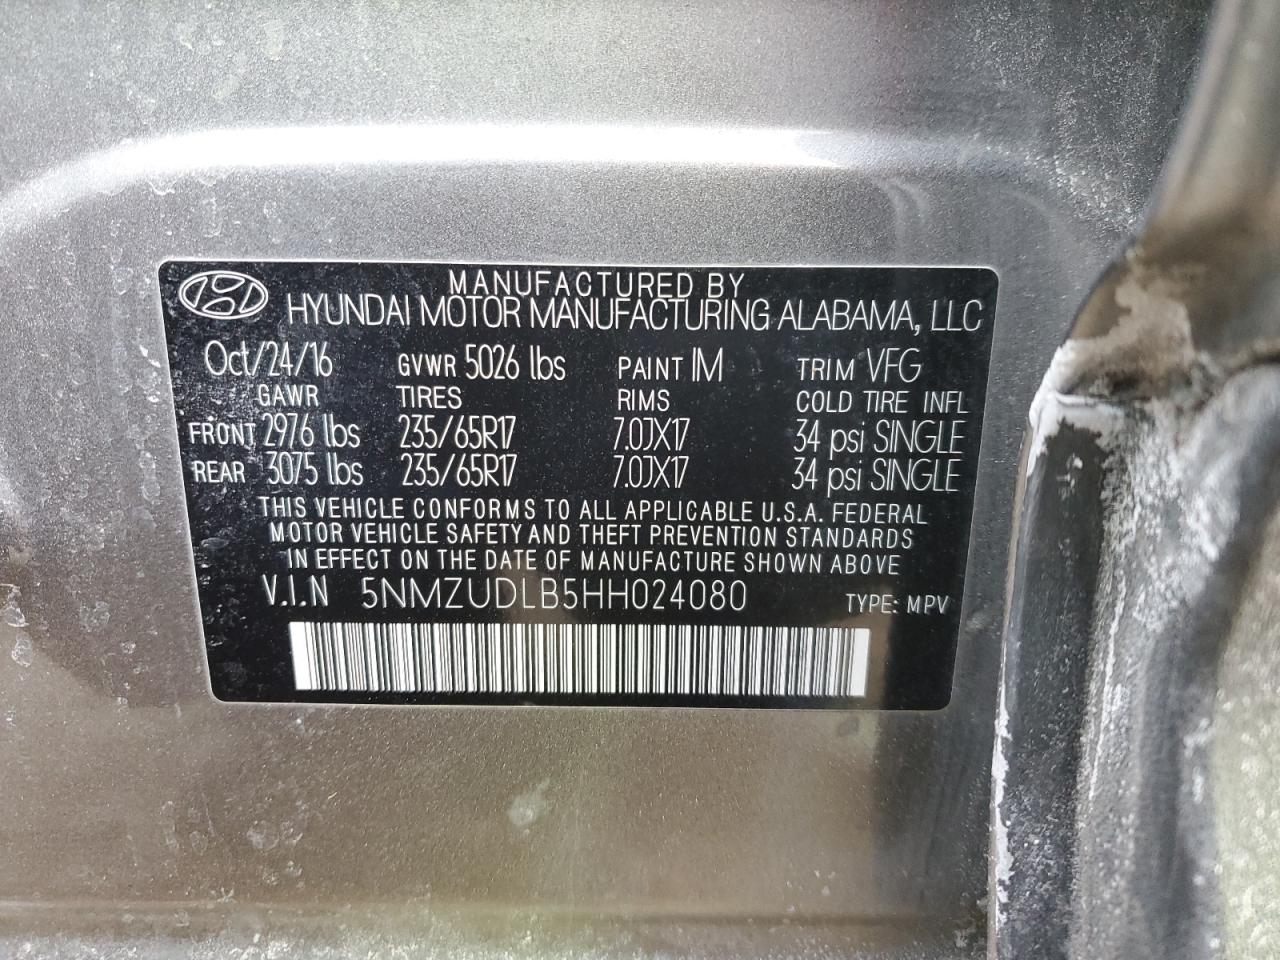 MANUFACTURED BY
HYUNDAI MOTOR MANUFACTURING ALABAMA, LLC
Oct/24/16 GVWR 5026 lbs PAINT IM TRIM VFG
GAWR TIRES RIMS COLD TIRE INFL
FRONT 2976 lbs 235/65R17 7.0JX17 34 psi SINGLE
REAR 3075 lbs 235/65R17 7.0JX17 34 psi SINGLE
THIS VEHICLE CONFORMS TO ALL APPLICABLE U.S.A. FEDERAL
MOTOR VEHICLE SAFETY AND THEFT PREVENTION STANDARDS
IN EFFECT ON THE DATE OF MANUFACTURE SHOWN ABOVE
V.I.N 5NMZUDLB5HH024080 TYPE: MPV